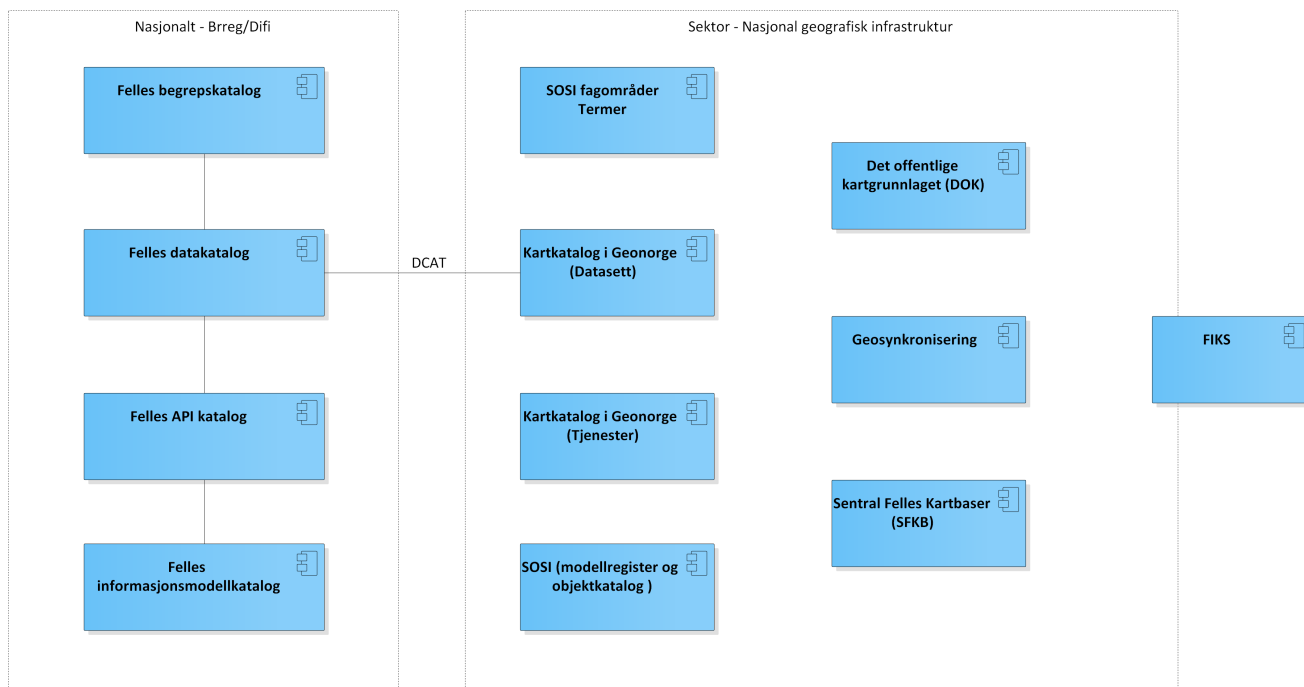 Nasjonalt - Brreg/Difi
Felles begrepskatalog
Felles datakatalog
Felles API katalog
Felles
informasjonsmodellkatalog
DCAT
Sektor - Nasjonal geografisk infrastruktur
SOSI fagområder
Termer
Kartkatalog i Geonorge
(Datasett)
Kartkatalog i Geonorge
(Tjenester)
SOSI (modellregister og
objektkatalog )
Det offentlige
kartgrunnlaget (DOK)
Geosynkronisering
Sentral Felles Kartbaser
(SFKB)
FIKS